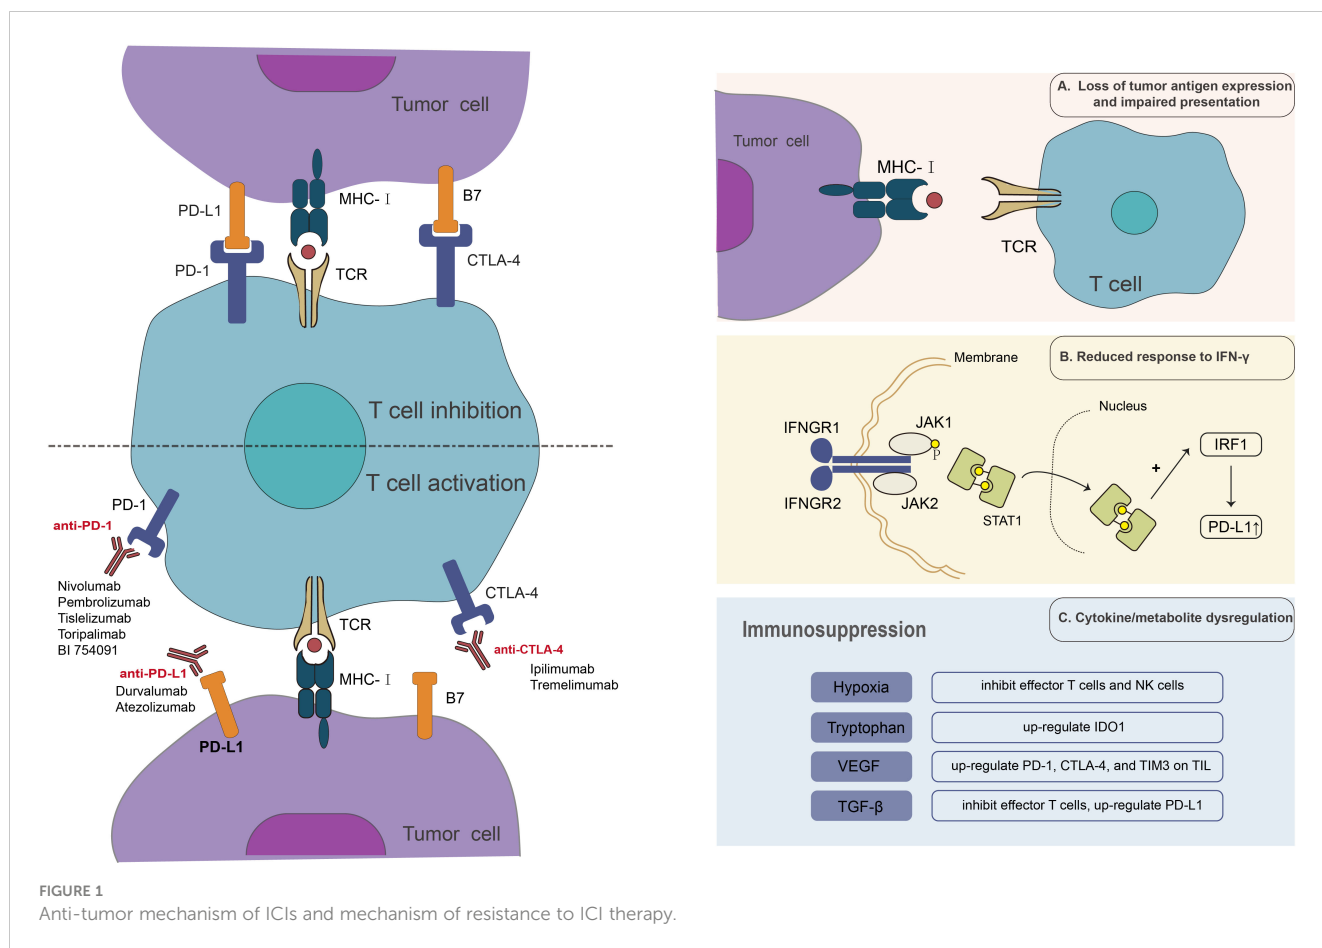 Tumor cell
PD-L1
MHC- I
B7
PD-1
TCR
CTLA-4
T cell inhibition
T cell activation
PD-1
anti-PD-1
Nivolumab
Pembrolizumab
Tislelizumab
Toripalimab
BI 754091
CTLA-4
TCR
anti-CTLA-4
Ipilimumab
Tremelimumab
anti-PD-L1
Durvalumab
Atezolizumab
MHC- I
B7
PD-L1
Tumor cell
A. Loss of tumor antigen expression
and impaired presentation
Tumor cell
MHC- I
TCR
T cell
B. Reduced response to IFN-γ
Membrane
Nucleus
IFNGR1
JAK1
P
IFNGR2
JAK2
STAT1
+
IRF1
PD-L1↑
C. Cytokine/metabolite dysregulation
Immunosuppression
Hypoxia
inhibit effector T cells and NK cells
Tryptophan
up-regulate IDO1
VEGF
up-regulate PD-1, CTLA-4, and TIM3 on TIL
TGF-β
inhibit effector T cells, up-regulate PD-L1
FIGURE 1
Anti-tumor mechanism of ICIs and mechanism of resistance to ICI therapy.